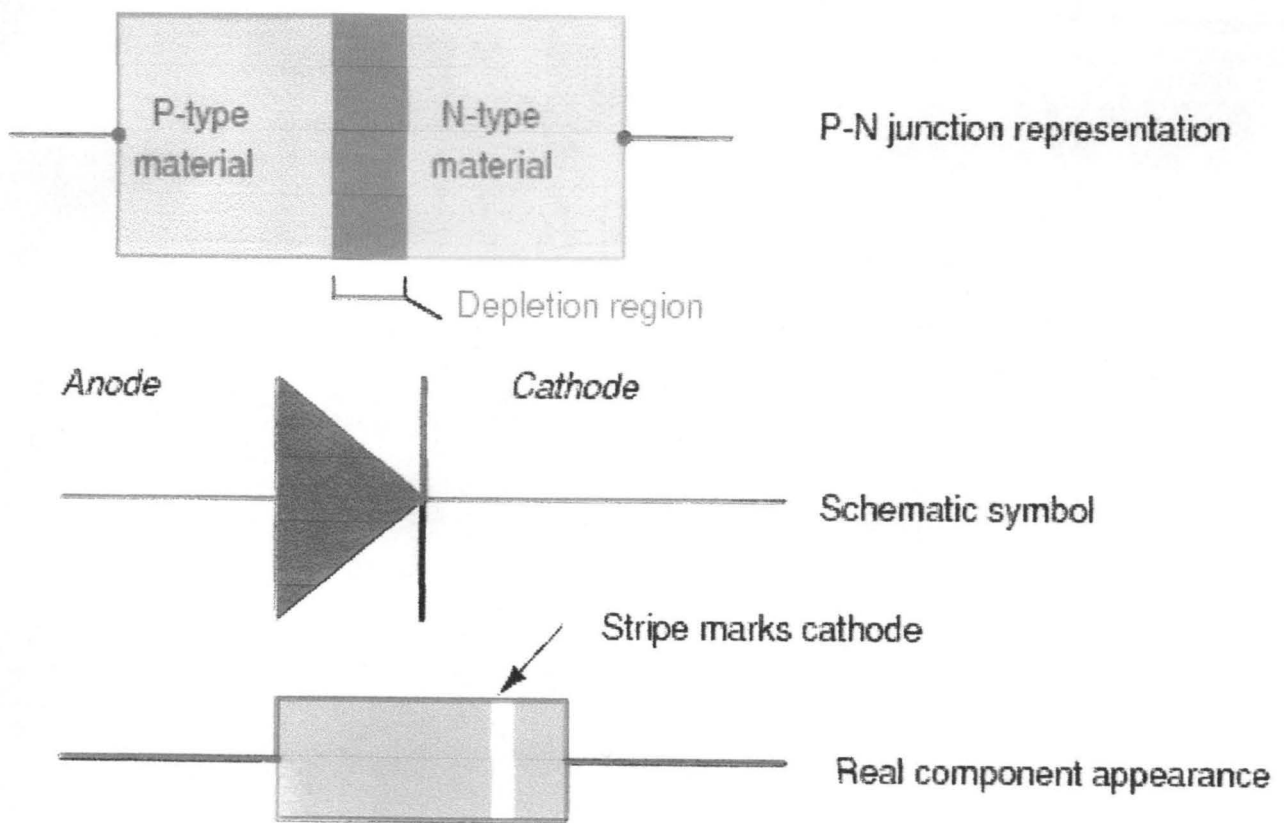 P-type
material
N-type
material
P-N junction representation
Depletion region
Anode
Cathode
Schematic symbol
Stripe marks cathode
Real component appearance